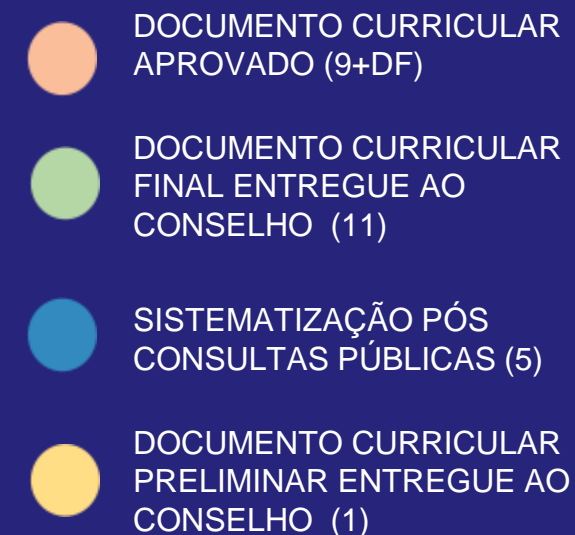 DOCUMENTO CURRICULAR
APROVADO (9+DF)
DOCUMENTO CURRICULAR
FINAL ENTREGUE AO
CONSELHO (11)
SISTEMATIZAÇÃO PÓS
CONSULTAS PÚBLICAS (5)
DOCUMENTO CURRICULAR
PRELIMINAR ENTREGUE AO
CONSELHO (1)